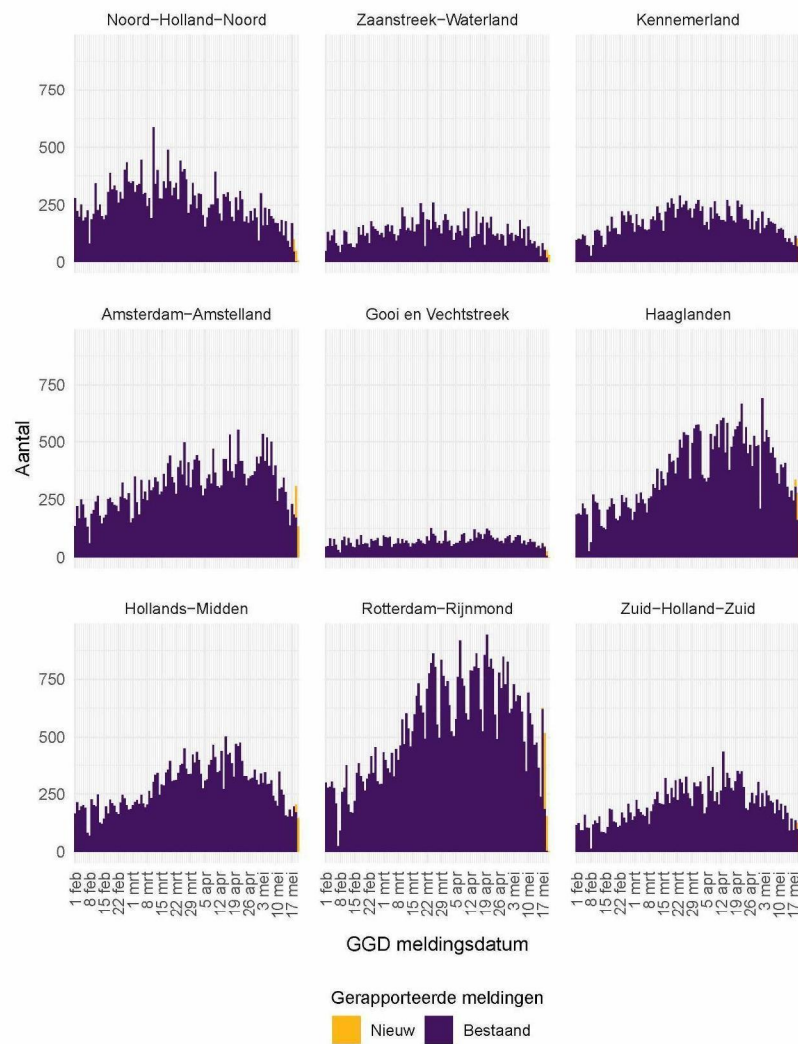 Noord-Holland-Noord Zaanstreek-Waterland Kennemerland
750
500
250
0
Amsterdam-Amstelland Gooi en Vechtstreek Haaglanden
Aantal
750
500
250
0
Hollands-Midden Rotterdam-Rijnmond Zuid-Holland-Zuid
750
500
250
0
1 feb 8 feb 15 feb 22 feb 1 mrt 8 mrt 15 mrt 22 mrt 29 mrt 5 apr 12 apr 19 apr 26 apr 3 mei 10 mei 17 mei
1 feb 8 feb 15 feb 22 feb 1 mrt 8 mrt 15 mrt 22 mrt 29 mrt 5 apr 12 apr 19 apr 26 apr 3 mei 10 mei 17 mei
1 feb 8 feb 15 feb 22 feb 1 mrt 8 mrt 15 mrt 22 mrt 29 mrt 5 apr 12 apr 19 apr 26 apr 3 mei 10 mei 17 mei
GGD meldingsdatum
Gerapporteerde meldingen
Nieuw Bestaand